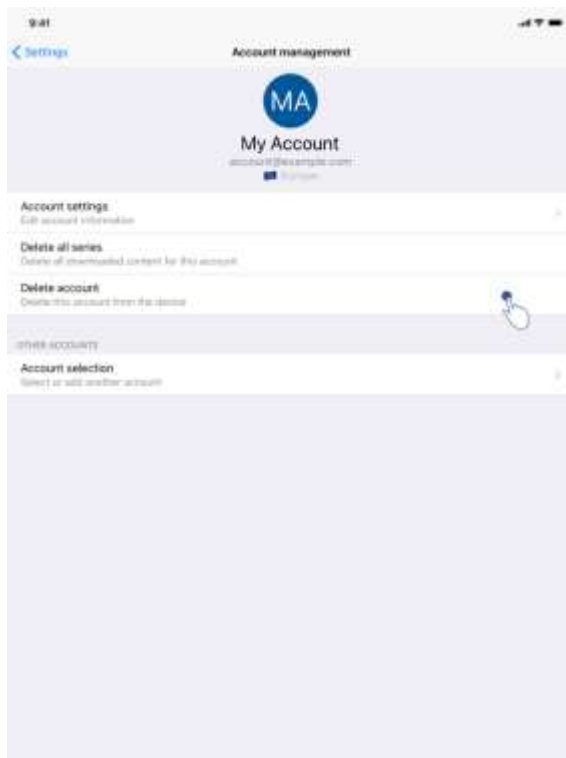 9:41
Settings
Account management
MA
My Account
account@example.com
Account settings
Edit account information
Delete all series
Delete all downloaded content for this account
Delete account
Delete this account from the device
OTHER ACCOUNTS
Account selection
Select or add another account